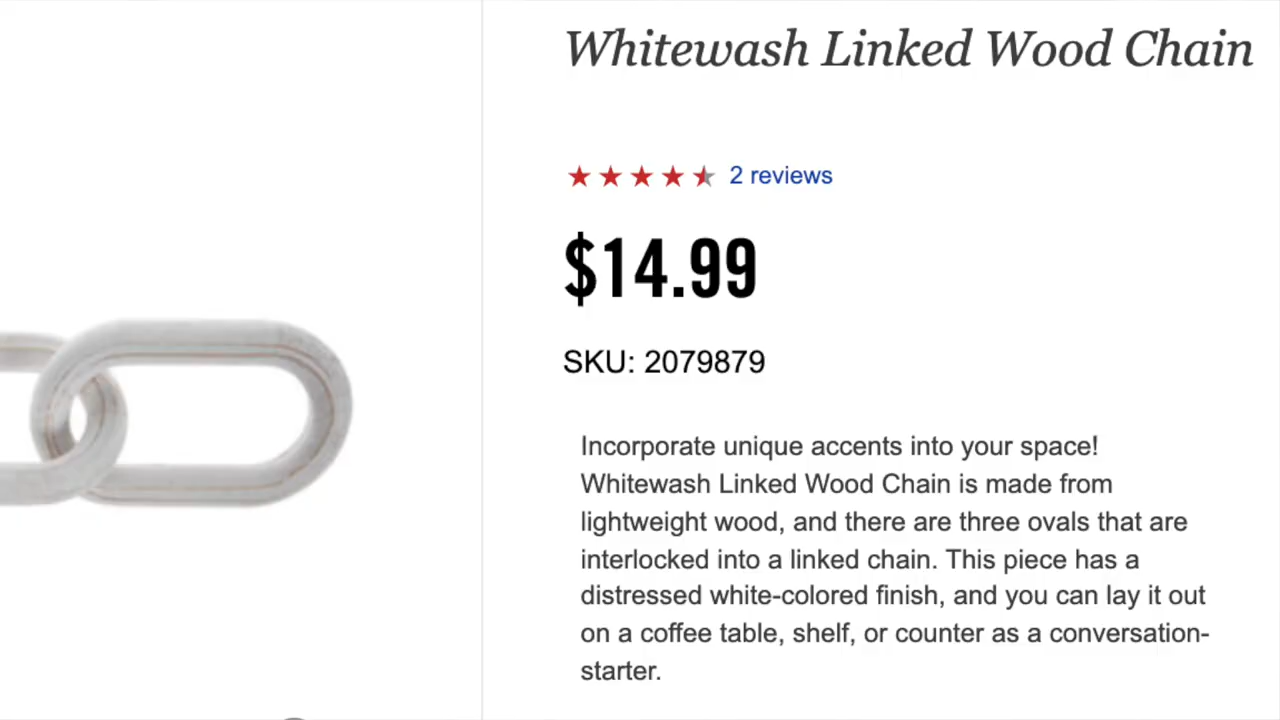 Whitewash Linked Wood Chain
2 reviews
$14.99
SKU: 2079879
Incorporate unique accents into your space!
Whitewash Linked Wood Chain is made from
lightweight wood, and there are three ovals that are
interlocked into a linked chain. This piece has a
distressed white-colored finish, and you can lay it out
on a coffee table, shelf, or counter as a conversation-
starter.